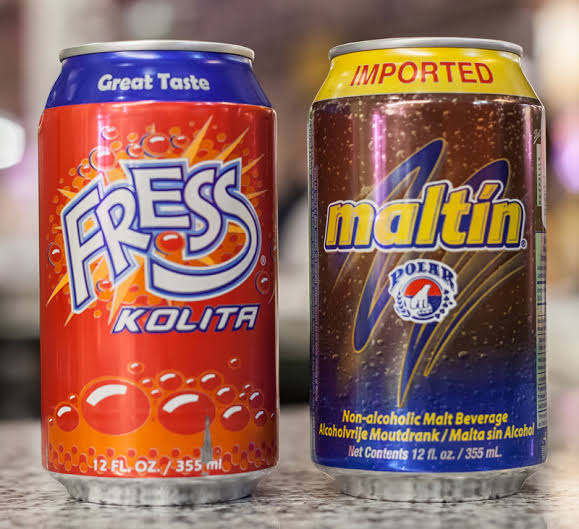 Great Taste
FRESS®
KOLITA
12 FL. OZ. / 355 ml
IMPORTED
maltín®
POLAR
Non-alcoholic Malt Beverage
Alcoholvrije Moutdrank / Malta sin Alcohol
Net Contents 12 fl. oz. / 355 mL.